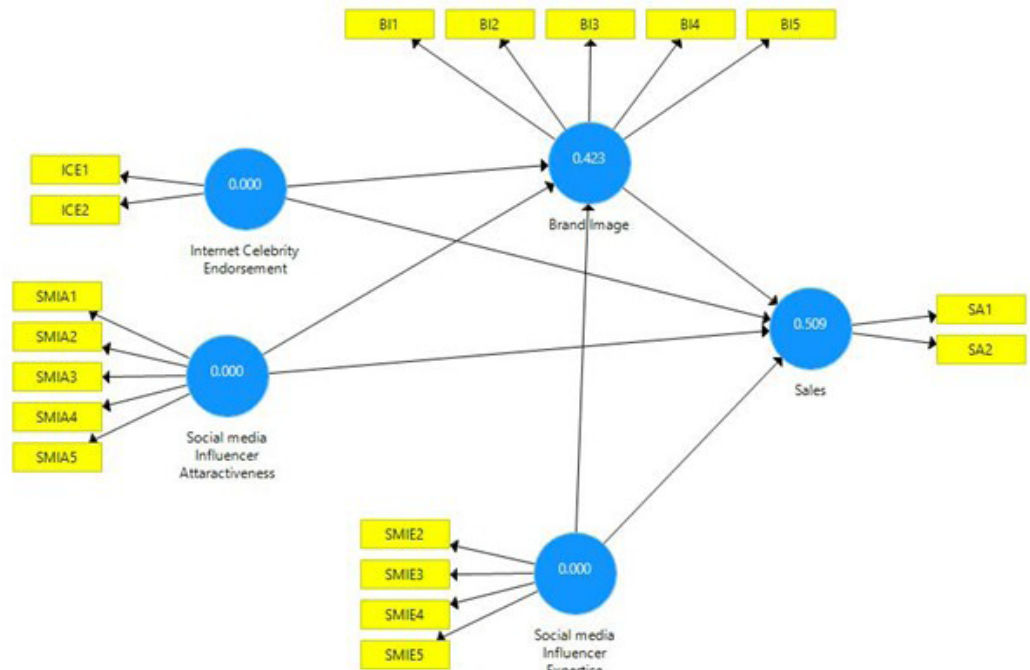 BI1
BI2
BI3
BI4
BI5
0.423
Brand Image
ICE1
ICE2
0.000
Internet Celebrity
Endorsement
SMIA1
SMIA2
SMIA3
SMIA4
SMIA5
0.000
Social media
Influencer
Attaractiveness
0.509
Sales
SA1
SA2
SMIE2
SMIE3
SMIE4
SMIE5
0.000
Social media
Influencer
Expertise